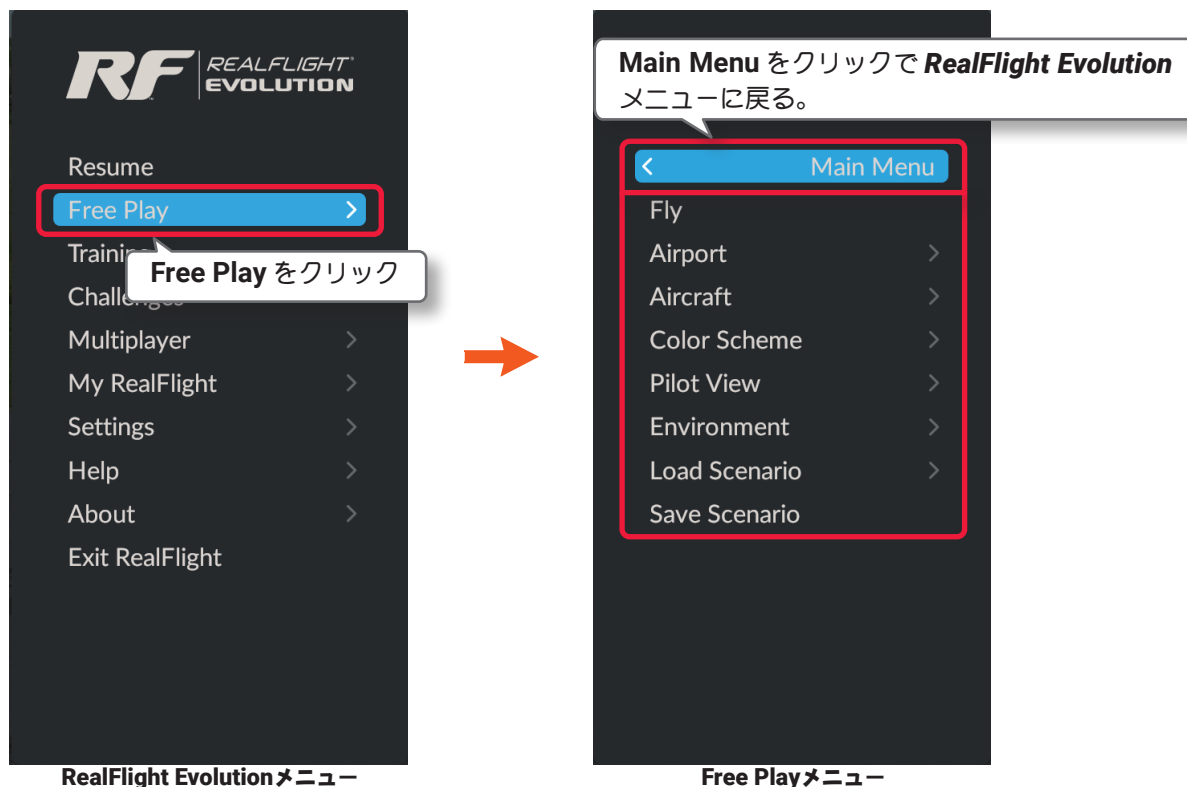 RF REALFLIGHT
EVOLUTION
Resume
Free Play
Free Play をクリック
Multiplayer
My RealFlight
Settings
Help
About
Exit RealFlight
RealFlight Evolutionメニュー
Main Menu をクリックで RealFlight Evolution
メニューに戻る。
Main Menu
Fly
Airport
Aircraft
Color Scheme
Pilot View
Environment
Load Scenario
Save Scenario
Free Playメニュー